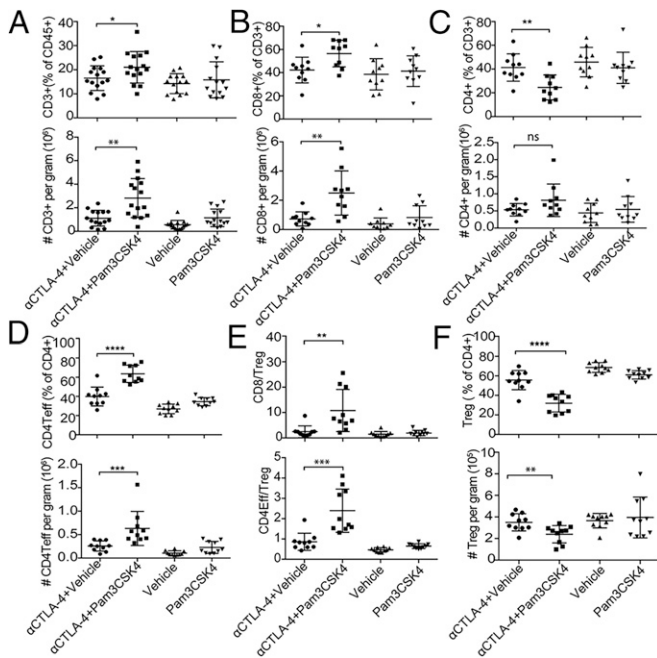 A
CD3+(% of CD45+)
40
30
20
10
0
*
# CD3+ per gram (10⁶)
6
4
2
0
**
αCTLA-4+Vehicle
αCTLA-4+Pam3CSK4
Vehicle
Pam3CSK4
B
CD8+(% of CD3+)
80
60
40
20
0
*
# CD8+ per gram (10⁶)
6
4
2
0
**
αCTLA-4+Vehicle
αCTLA-4+Pam3CSK4
Vehicle
Pam3CSK4
C
CD4+ (% of CD3+)
80
60
40
20
0
**
# CD4+ per gram(10⁶)
2.0
1.5
1.0
0.5
0.0
ns
αCTLA-4+Vehicle
αCTLA-4+Pam3CSK4
Vehicle
Pam3CSK4
D
CD4Teff (% of CD4+)
100
80
60
40
20
0
****
# CD4Teff per gram (10⁶)
2.0
1.5
1.0
0.5
0.0
***
αCTLA-4+Vehicle
αCTLA-4+Pam3CSK4
Vehicle
Pam3CSK4
E
CD8/Treg
40
30
20
10
0
**
CD4Eff/Treg
5
4
3
2
1
0
***
αCTLA-4+Vehicle
αCTLA-4+Pam3CSK4
Vehicle
Pam3CSK4
F
Treg ( % of CD4+)
100
80
60
40
20
0
****
# Treg per gram (10⁵)
10
8
6
4
2
0
**
αCTLA-4+Vehicle
αCTLA-4+Pam3CSK4
Vehicle
Pam3CSK4